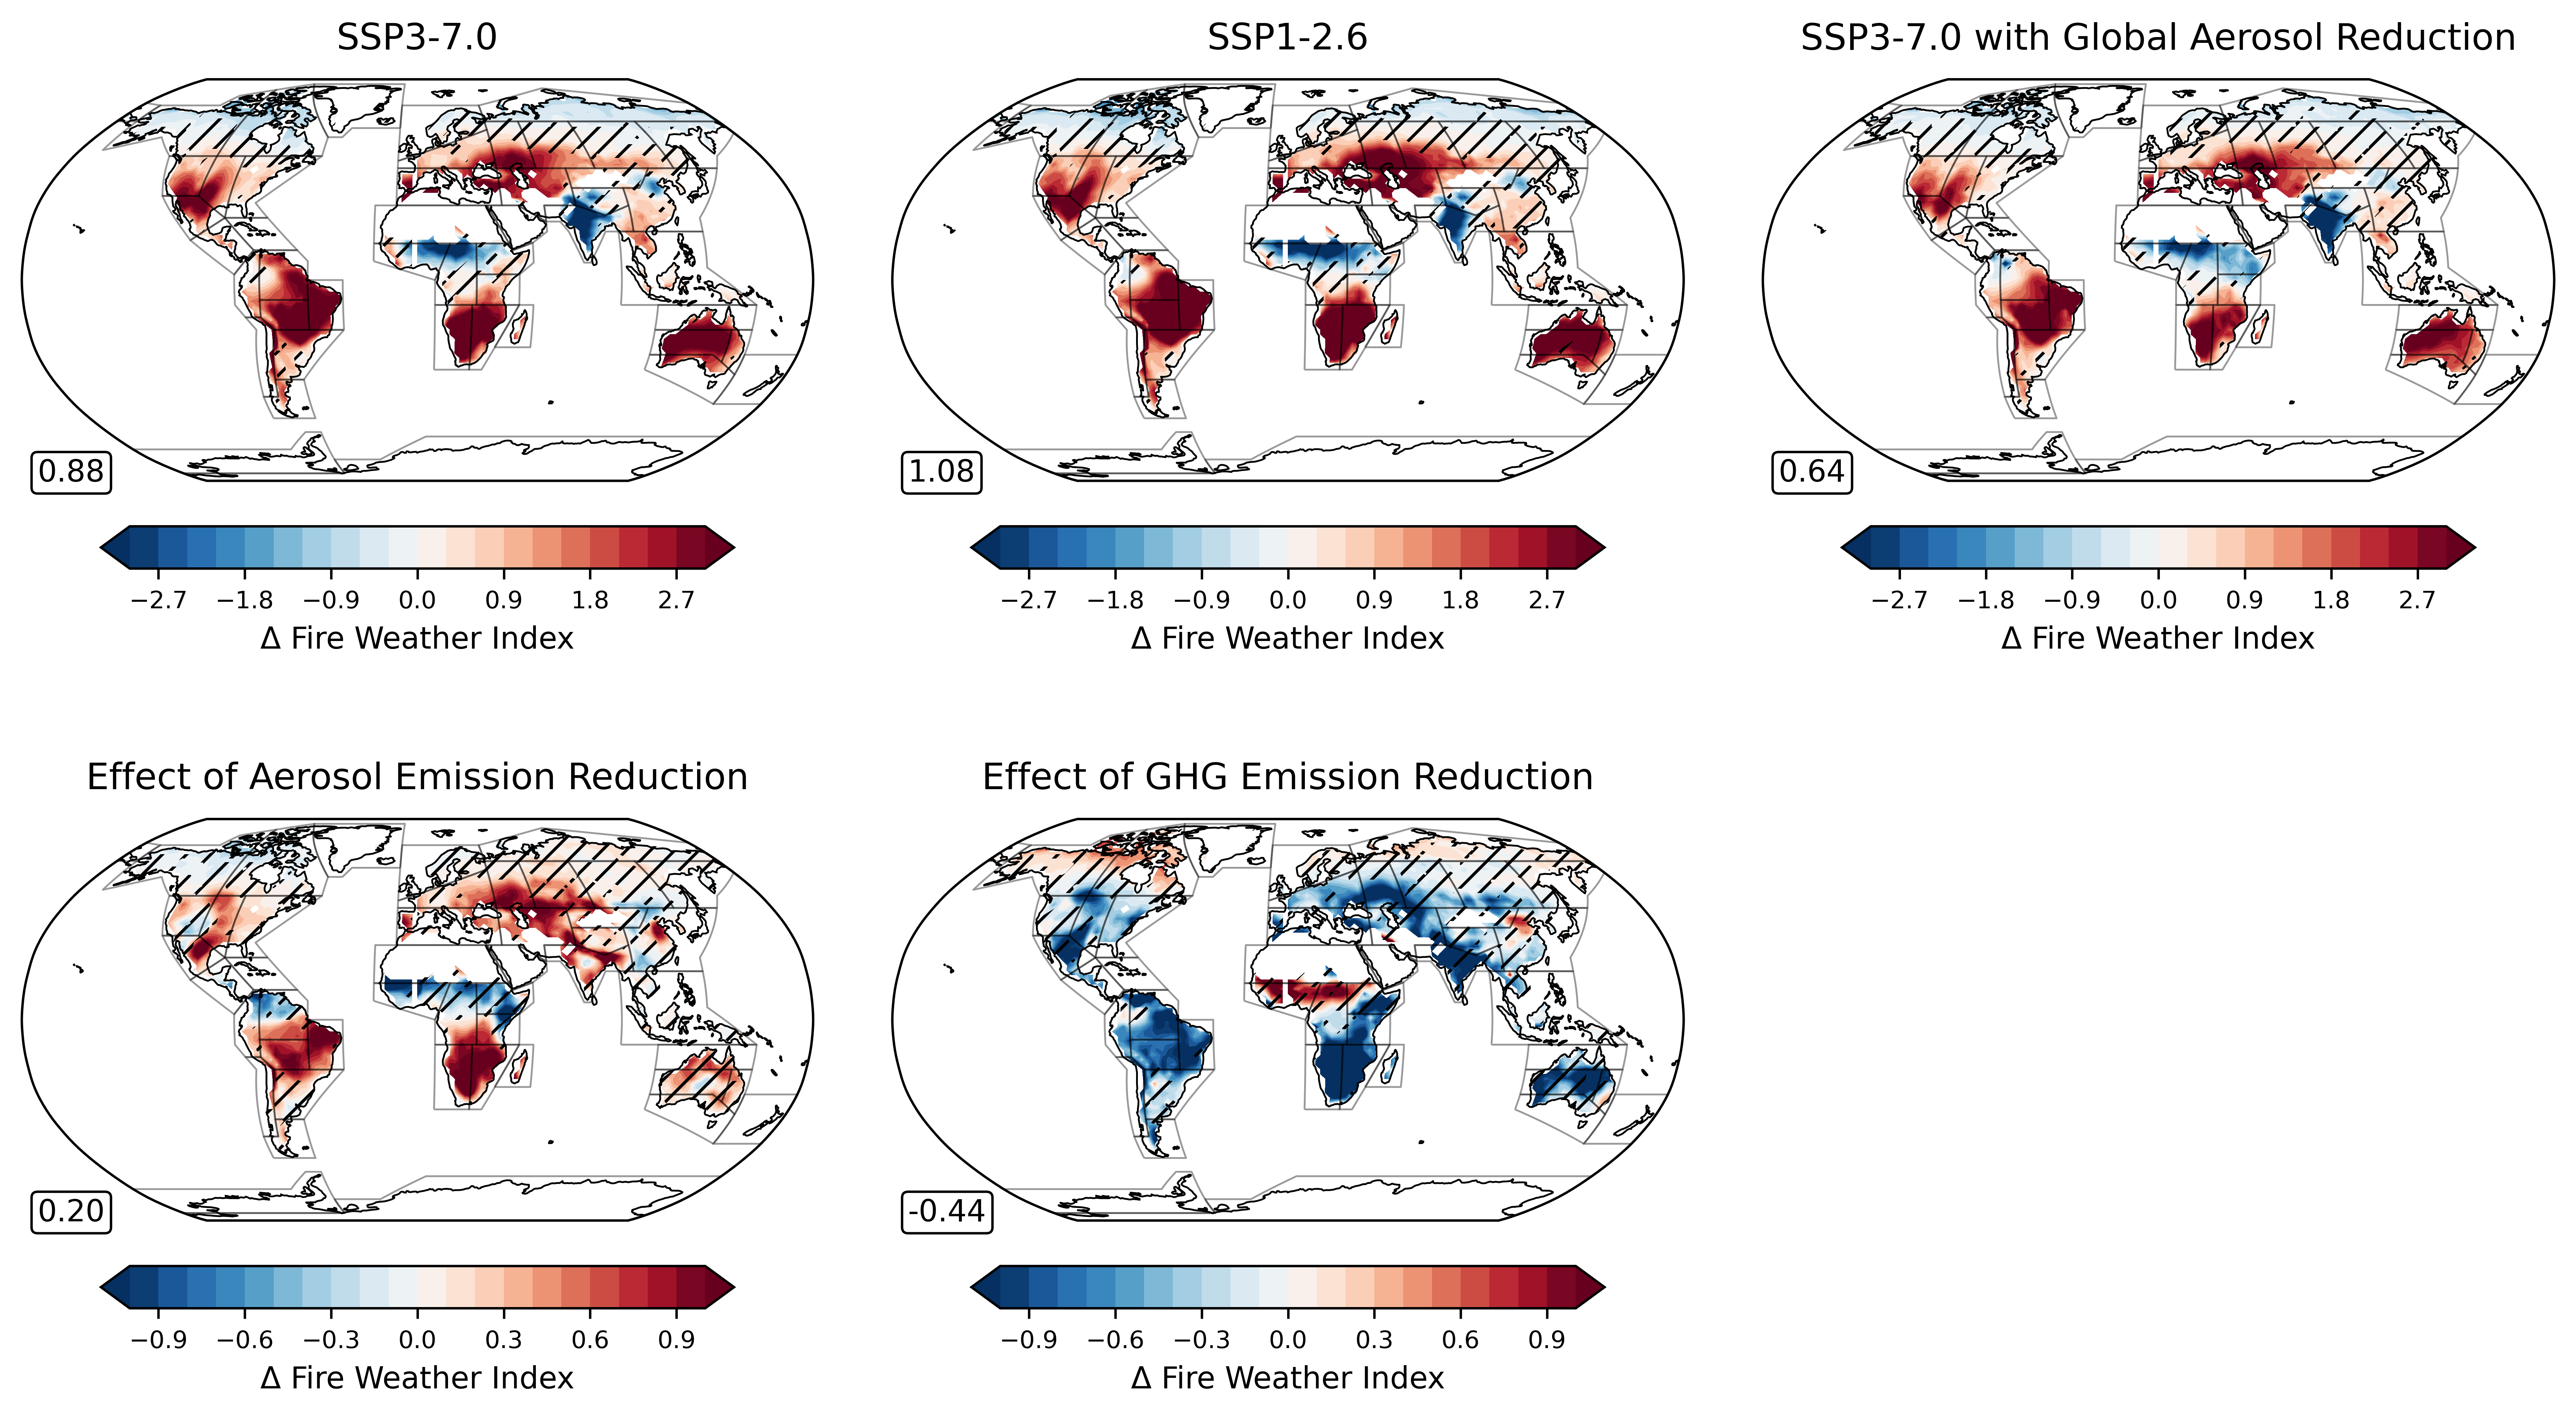 SSP3-7.0
SSP1-2.6
SSP3-7.0 with Global Aerosol Reduction
0.88
1.08
0.64
−2.7 −1.8 −0.9 0.0 0.9 1.8 2.7
−2.7 −1.8 −0.9 0.0 0.9 1.8 2.7
−2.7 −1.8 −0.9 0.0 0.9 1.8 2.7
Δ Fire Weather Index
Δ Fire Weather Index
Δ Fire Weather Index
Effect of Aerosol Emission Reduction
Effect of GHG Emission Reduction
0.20
-0.44
−0.9 −0.6 −0.3 0.0 0.3 0.6 0.9
−0.9 −0.6 −0.3 0.0 0.3 0.6 0.9
Δ Fire Weather Index
Δ Fire Weather Index